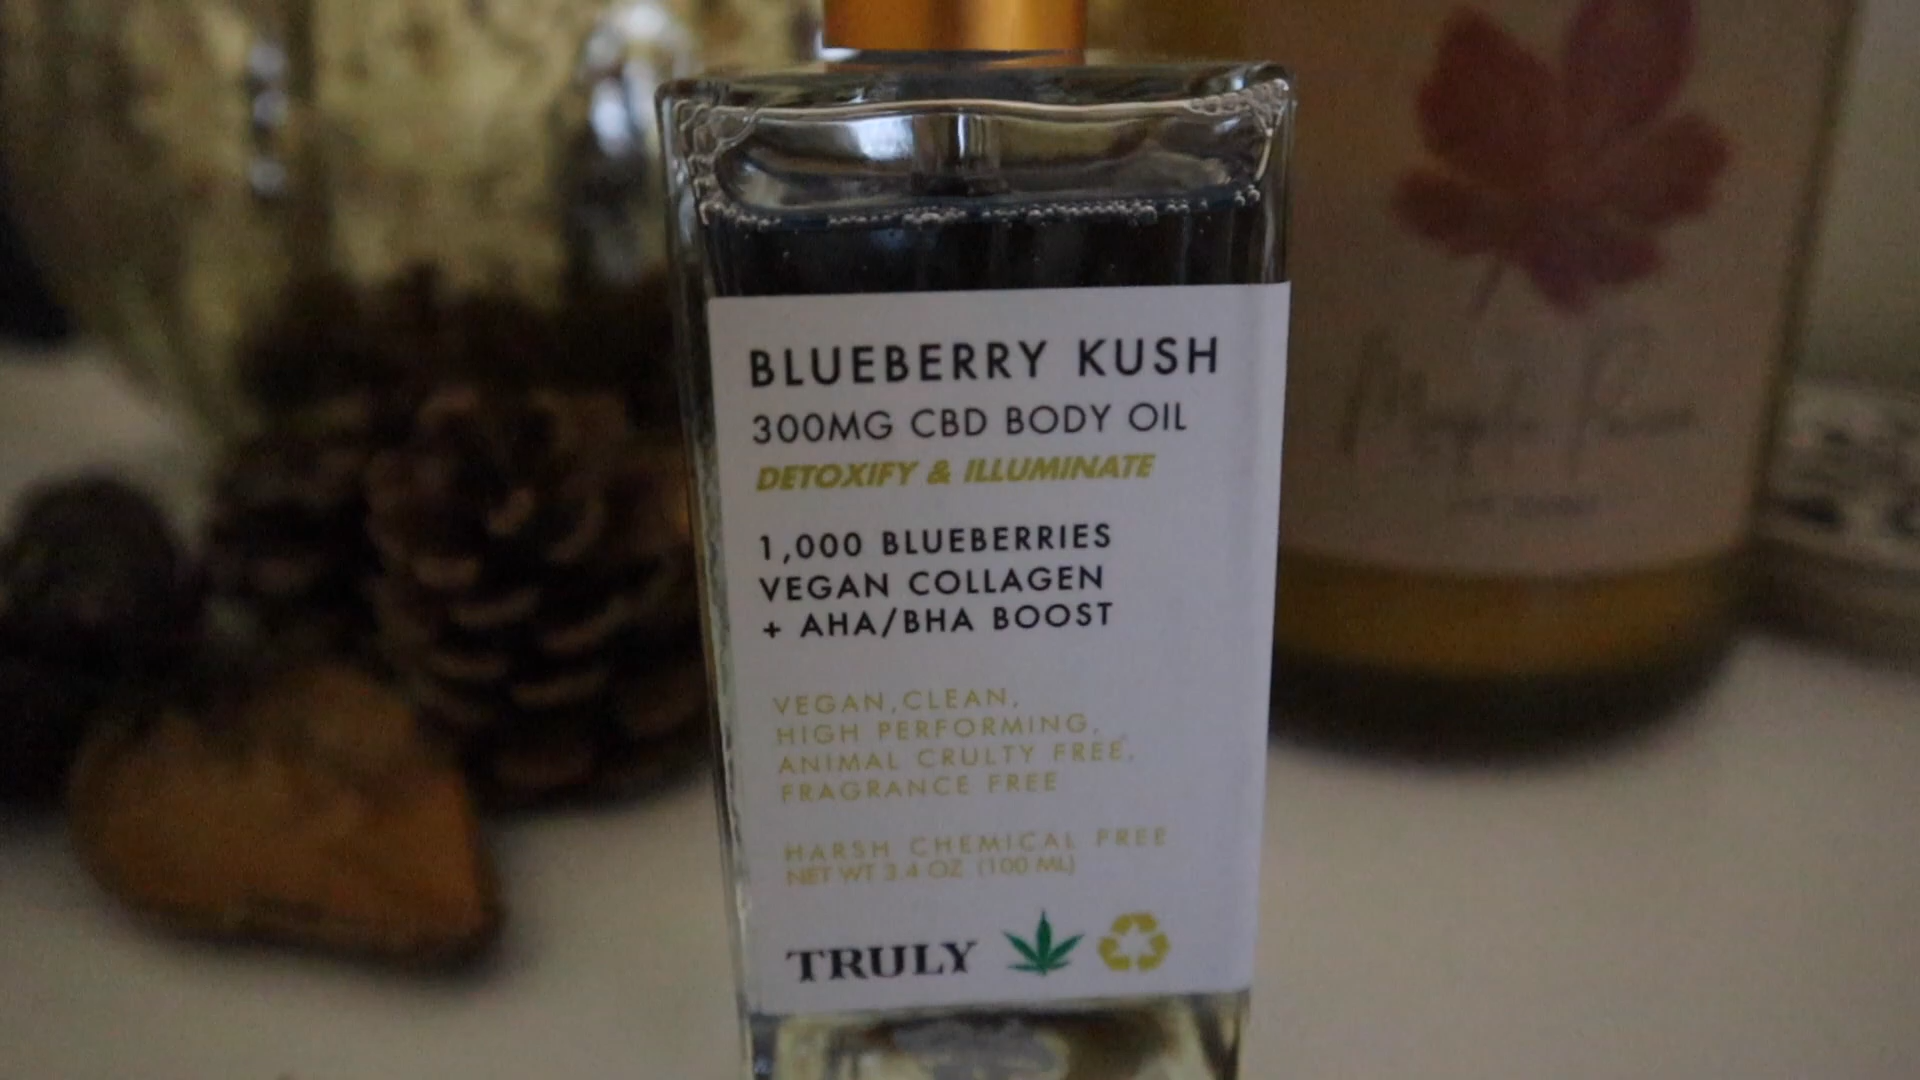 BLUEBERRY KUSH
300MG CBD BODY OIL
DETOXIFY & ILLUMINATE
1,000 BLUEBERRIES
VEGAN COLLAGEN
+ AHA/BHA BOOST
VEGAN, CLEAN,
HIGH PERFORMING,
ANIMAL CRULTY FREE,
FRAGRANCE FREE
HARSH CHEMICAL FREE
NET WT 3.4 OZ (100 ML)
TRULY